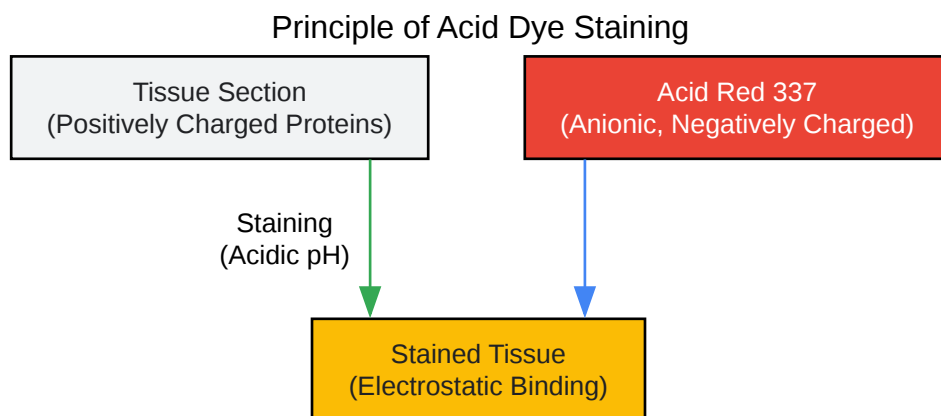 Principle of Acid Dye Staining
Tissue Section
(Positively Charged Proteins)
Acid Red 337
(Anionic, Negatively Charged)
Staining
(Acidic pH)
Stained Tissue
(Electrostatic Binding)